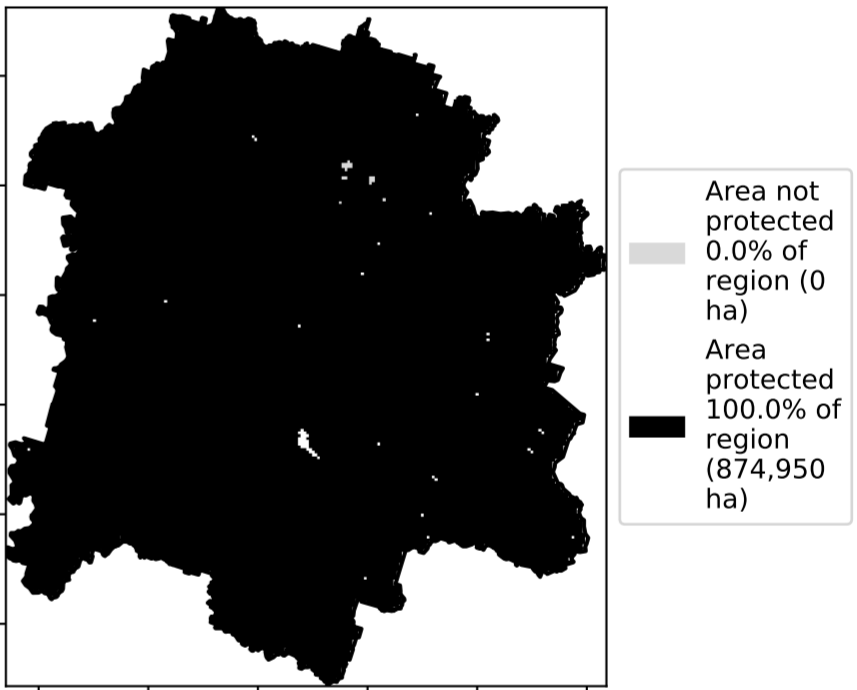 Area not
protected
0.0% of
region (0
ha)
Area
protected
100.0% of
region
(874,950
ha)